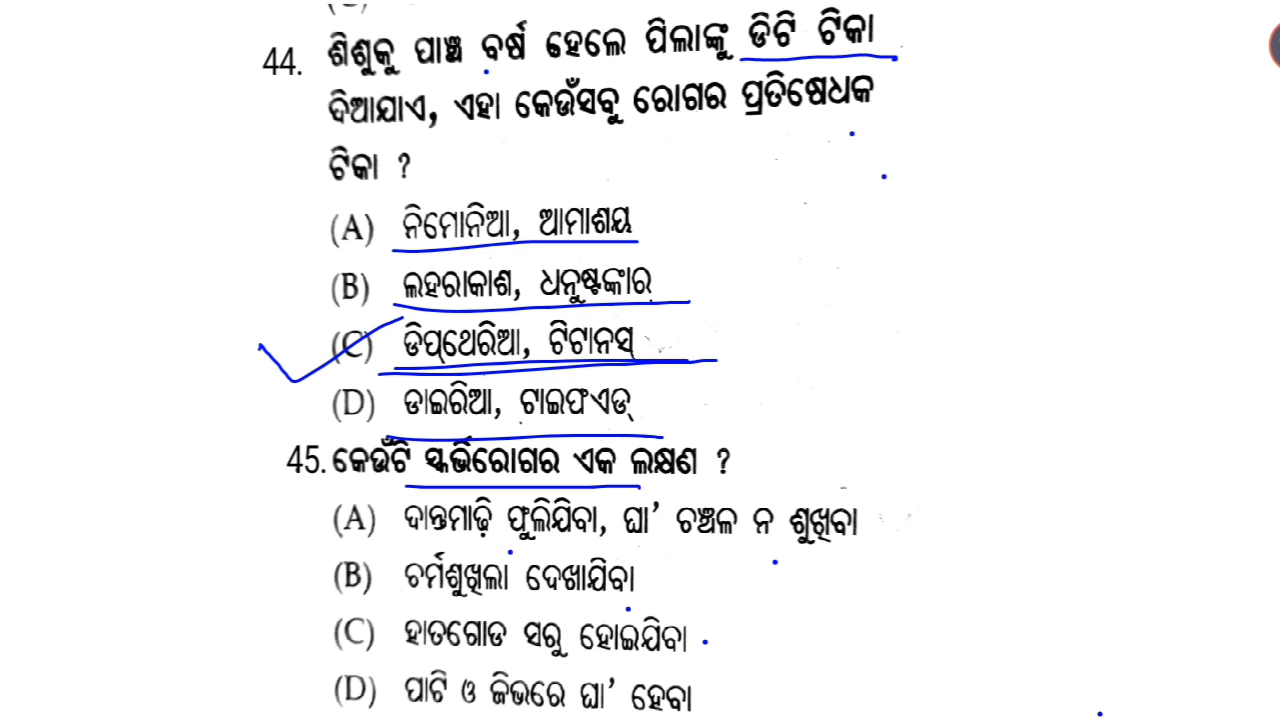 44. ଶିଶୁକୁ ପାଞ୍ଚ ବର୍ଷ ହେଲେ ପିଲାଙ୍କୁ ଡିଟି ଟିକା
ଦିଆଯାଏ, ଏହା କେଉଁସବୁ ରୋଗର ପ୍ରତିଷେଧକ
ଟିକା ?
(A) ନିମୋନିଆ, ଆମାଶୟ
(B) ଲହରାକାଶ, ଧନୁଷ୍ଟଙ୍କାର
(C) ଡିପ୍‌ଥେରିଆ, ଟିଟାନସ୍
(D) ଡାଇରିଆ, ଟାଇଫଏଡ୍
45. କେଉଁଟି ସ୍କର୍ଭିରୋଗର ଏକ ଲକ୍ଷଣ ?
(A) ଦାନ୍ତମାଢ଼ି ଫୁଲିଯିବା, ଘା’ ଚଞ୍ଚଳ ନ ଶୁଖିବା
(B) ଚର୍ମଶୁଖିଲା ଦେଖାଯିବା
(C) ହାତଗୋଡ ସରୁ ହୋଇଯିବା
(D) ପାଟି ଓ ଜିଭରେ ଘା’ ହେବା